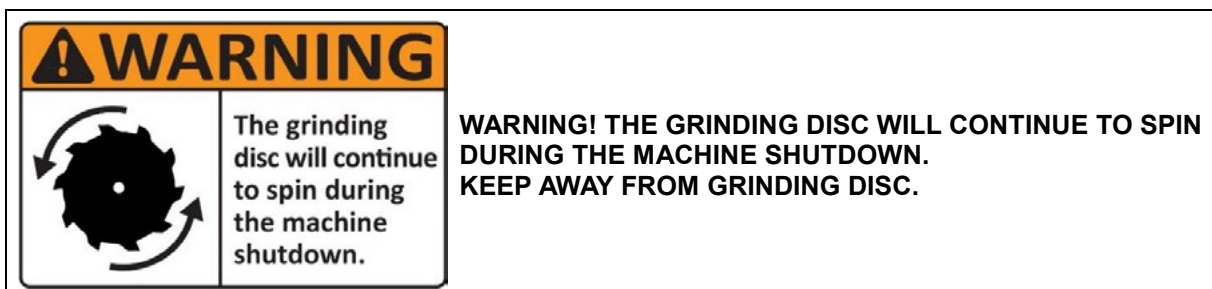 WARNING
The grinding
disc will continue
to spin during
the machine
shutdown.
WARNING! THE GRINDING DISC WILL CONTINUE TO SPIN
DURING THE MACHINE SHUTDOWN.
KEEP AWAY FROM GRINDING DISC.